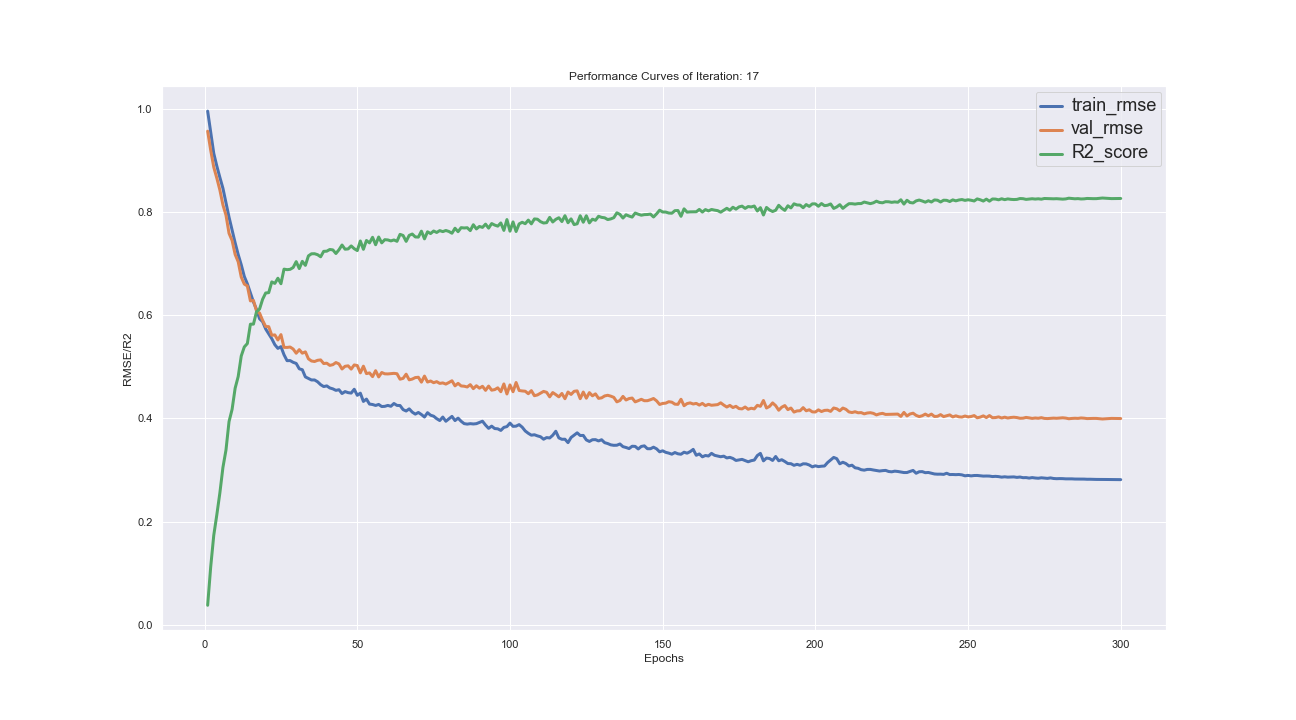 Performance Curves of Iteration: 17
train_rmse
val_rmse
R2_score
RMSE/R2
1.0
0.8
0.6
0.4
0.2
0.0
0 50 100 150 200 250 300
Epochs